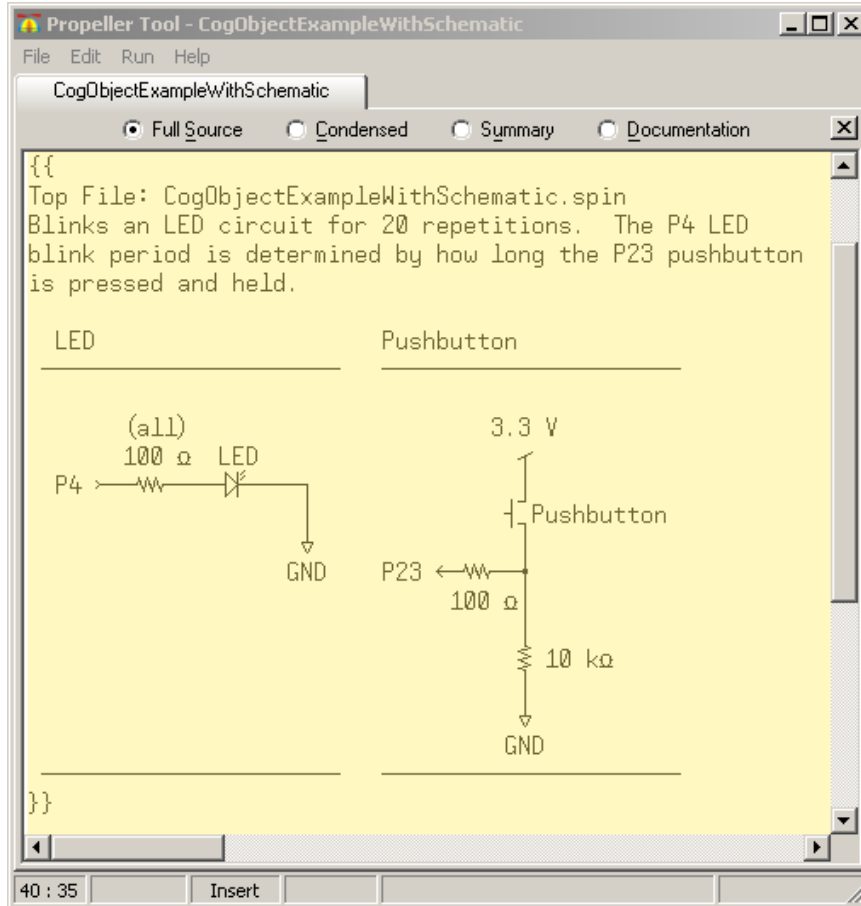 Propeller Tool - CogObjectExampleWithSchematic
File Edit Run Help
CogObjectExampleWithSchematic
Full Source Condensed Summary Documentation
{{
Top File: CogObjectExampleWithSchematic.spin
Blinks an LED circuit for 20 repetitions. The P4 LED
blink period is determined by how long the P23 pushbutton
is pressed and held.
LED Pushbutton
(all) 3.3 V
100 Ω LED
P4
Pushbutton
GND P23
100 Ω
10 kΩ
GND
}}
40 : 35 Insert